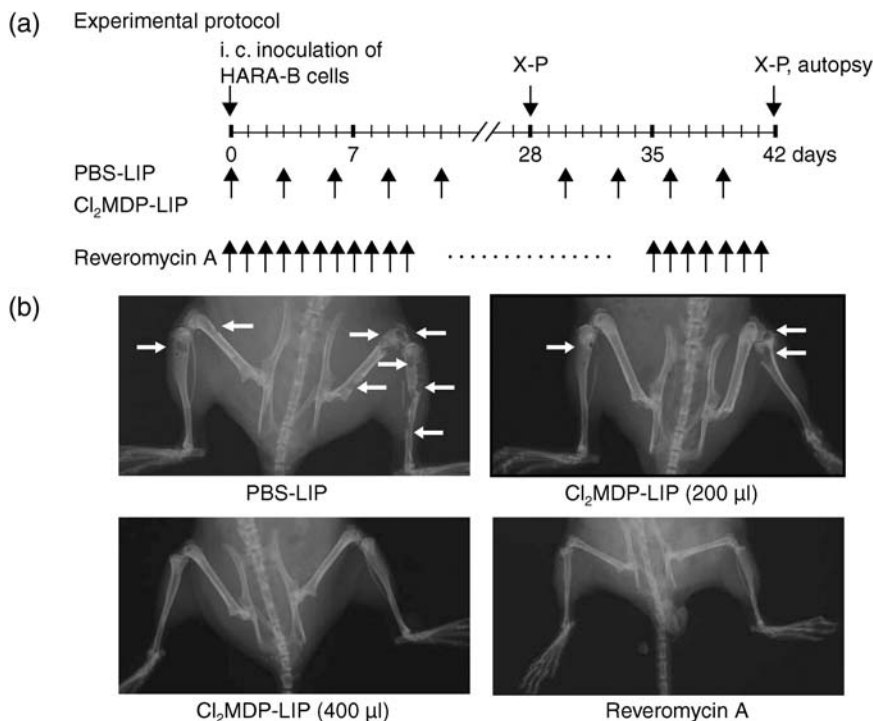 (a)
Experimental protocol
i. c. inoculation of
HARA-B cells
X-P
X-P, autopsy
0
7
28
35
42 days
PBS-LIP
Cl₂MDP-LIP
Reveromycin A
(b)
PBS-LIP
Cl₂MDP-LIP (200 µl)
Cl₂MDP-LIP (400 µl)
Reveromycin A